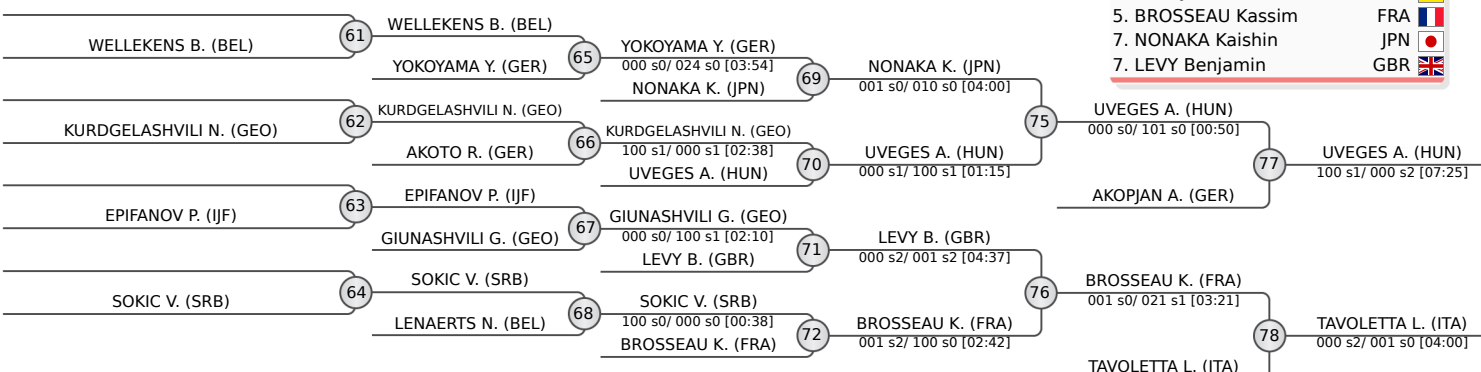 WELLEKENS B. (BEL)
61
WELLEKENS B. (BEL)
YOKOYAMA Y. (GER)
65
YOKOYAMA Y. (GER)
000 s0/ 024 s0 [03:54]
NONAKA K. (JPN)
69
NONAKA K. (JPN)
001 s0/ 010 s0 [04:00]
5. BROSSEAU Kassim FRA
7. NONAKA Kaishin JPN
7. LEVY Benjamin GBR
KURDGELASHVILI N. (GEO)
62
KURDGELASHVILI N. (GEO)
AKOTO R. (GER)
66
KURDGELASHVILI N. (GEO)
100 s1/ 000 s1 [02:38]
UVEGES A. (HUN)
70
UVEGES A. (HUN)
000 s1/ 100 s1 [01:15]
75
UVEGES A. (HUN)
000 s0/ 101 s0 [00:50]
AKOPJAN A. (GER)
77
UVEGES A. (HUN)
100 s1/ 000 s2 [07:25]
EPIFANOV P. (IJF)
63
EPIFANOV P. (IJF)
GIUNASHVILI G. (GEO)
67
GIUNASHVILI G. (GEO)
000 s0/ 100 s1 [02:10]
LEVY B. (GBR)
71
LEVY B. (GBR)
000 s2/ 001 s2 [04:37]
SOKIC V. (SRB)
64
SOKIC V. (SRB)
LENAERTS N. (BEL)
68
SOKIC V. (SRB)
100 s0/ 000 s0 [00:38]
BROSSEAU K. (FRA)
72
BROSSEAU K. (FRA)
001 s2/ 100 s0 [02:42]
76
BROSSEAU K. (FRA)
001 s0/ 021 s1 [03:21]
TAVOLETTA L. (ITA)
78
TAVOLETTA L. (ITA)
000 s2/ 001 s0 [04:00]